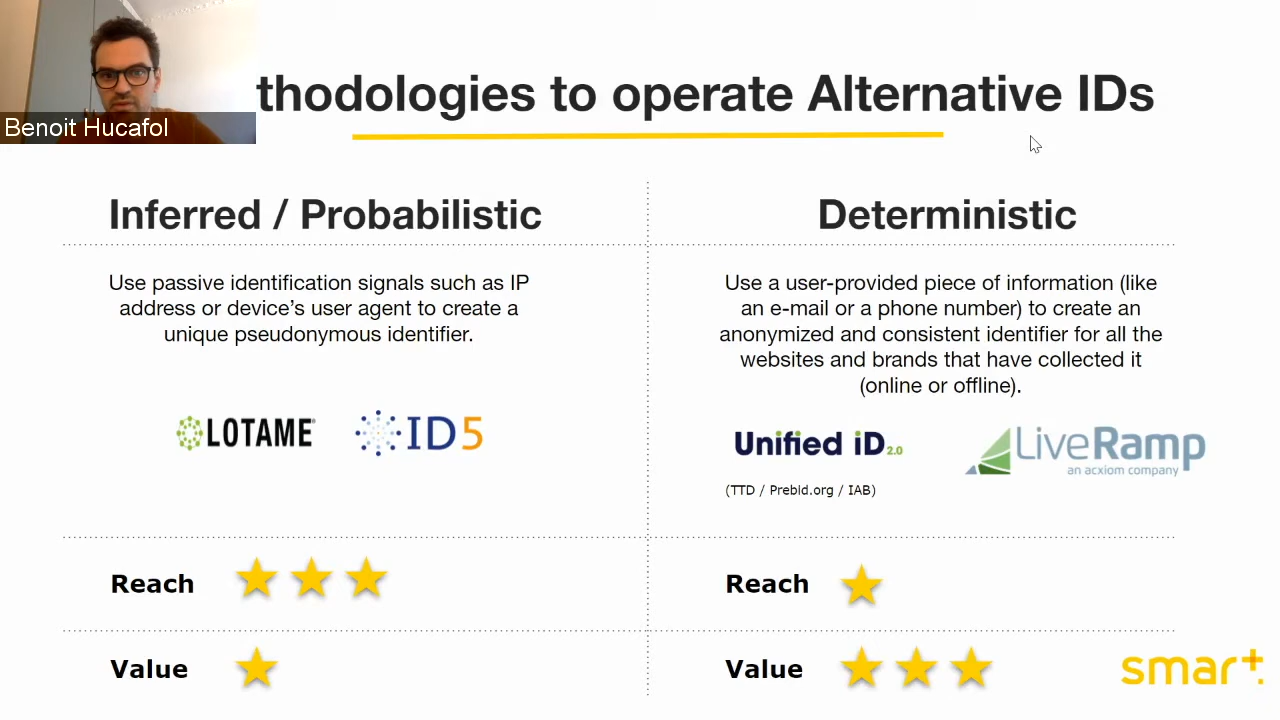 thodologies to operate Alternative IDs
Benoit Hucafol
Inferred / Probabilistic
Use passive identification signals such as IP
address or device's user agent to create a
unique pseudonymous identifier.
LOTAME
ID5
Reach
Value
Deterministic
Use a user-provided piece of information (like
an e-mail or a phone number) to create an
anonymized and consistent identifier for all the
websites and brands that have collected it
(online or offline).
Unified iD 2.0
(TTD / Prebid.org / IAB)
LiveRamp
an acxiom company
Reach
Value
smart